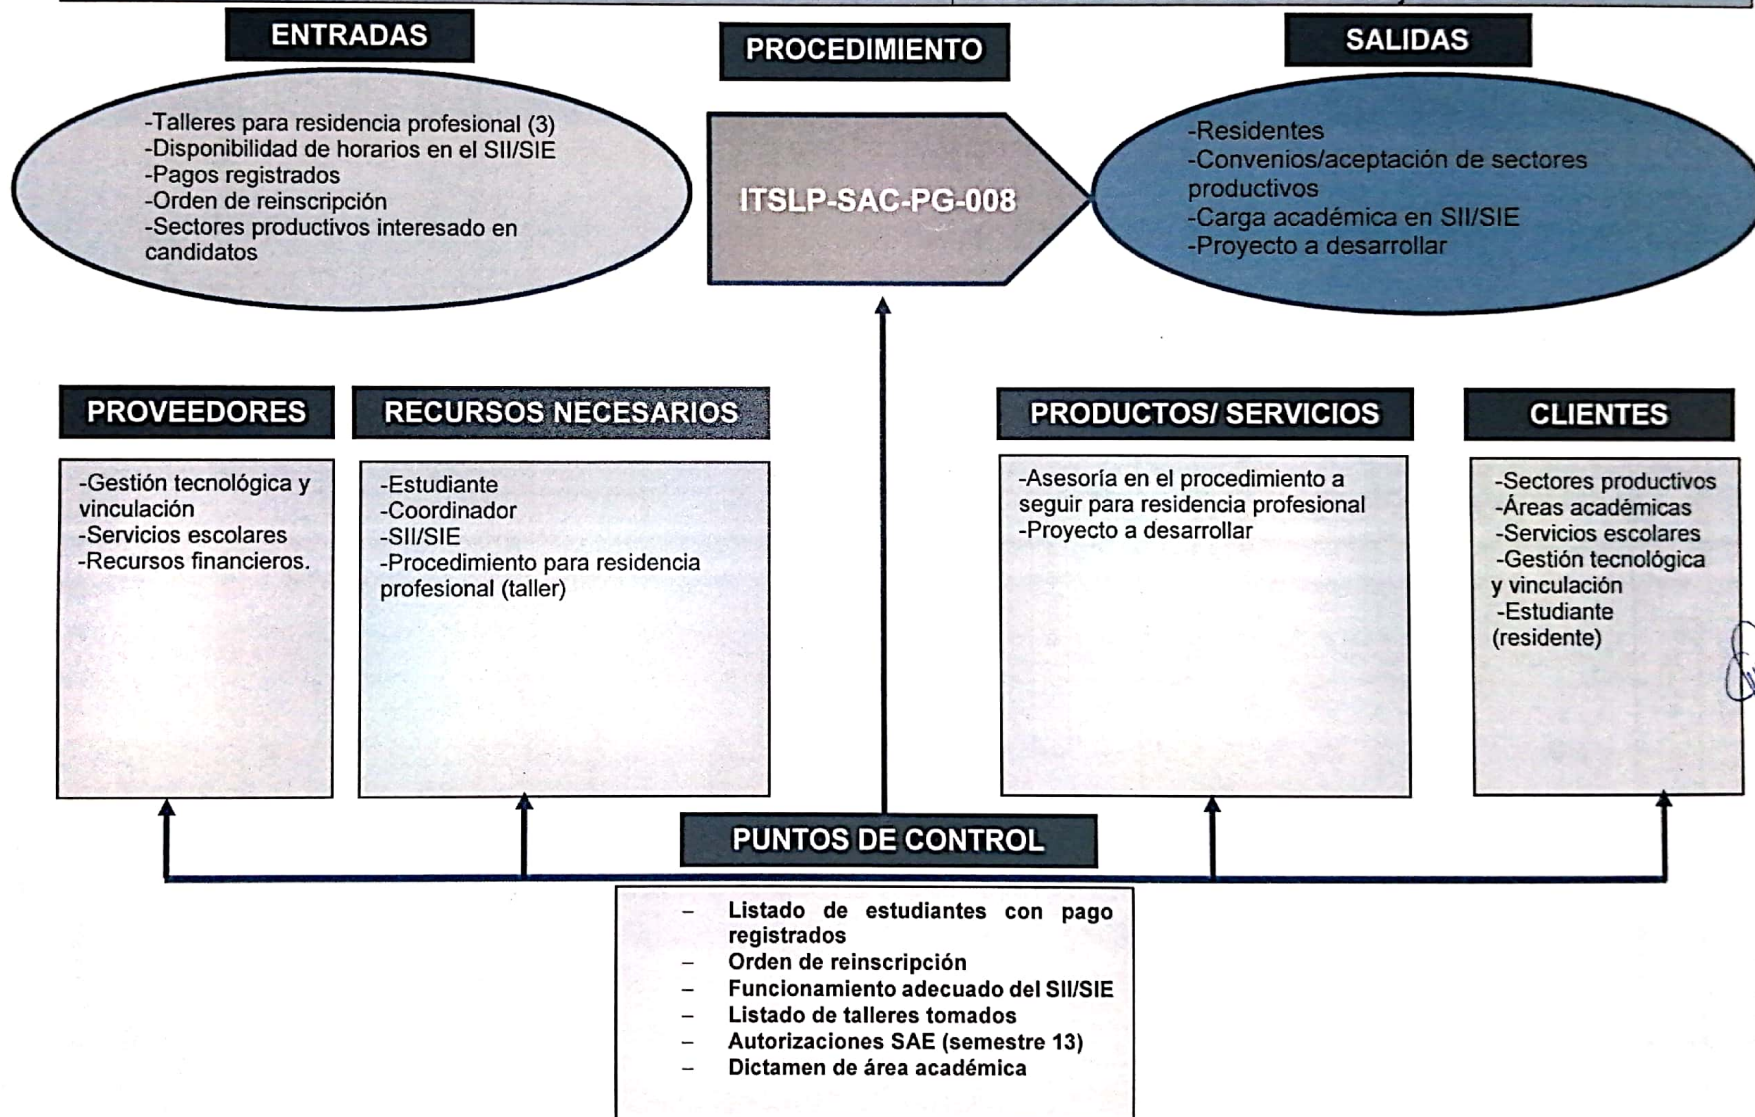 ENTRADAS
PROCEDIMIENTO
SALIDAS
-Talleres para residencia profesional (3)
-Disponibilidad de horarios en el SII/SIE
-Pagos registrados
-Orden de reinscripción
-Sectores productivos interesado en
candidatos
ITSLP-SAC-PG-008
-Residentes
-Convenios/aceptación de sectores
productivos
-Carga académica en SII/SIE
-Proyecto a desarrollar
PROVEEDORES
-Gestión tecnológica y
vinculación
-Servicios escolares
-Recursos financieros.
RECURSOS NECESARIOS
-Estudiante
-Coordinador
-SII/SIE
-Procedimiento para residencia
profesional (taller)
PRODUCTOS/ SERVICIOS
-Asesoría en el procedimiento a
seguir para residencia profesional
-Proyecto a desarrollar
CLIENTES
-Sectores productivos
-Áreas académicas
-Servicios escolares
-Gestión tecnológica
y vinculación
-Estudiante
(residente)
PUNTOS DE CONTROL
– Listado de estudiantes con pago
registrados
– Orden de reinscripción
– Funcionamiento adecuado del SII/SIE
– Listado de talleres tomados
– Autorizaciones SAE (semestre 13)
– Dictamen de área académica